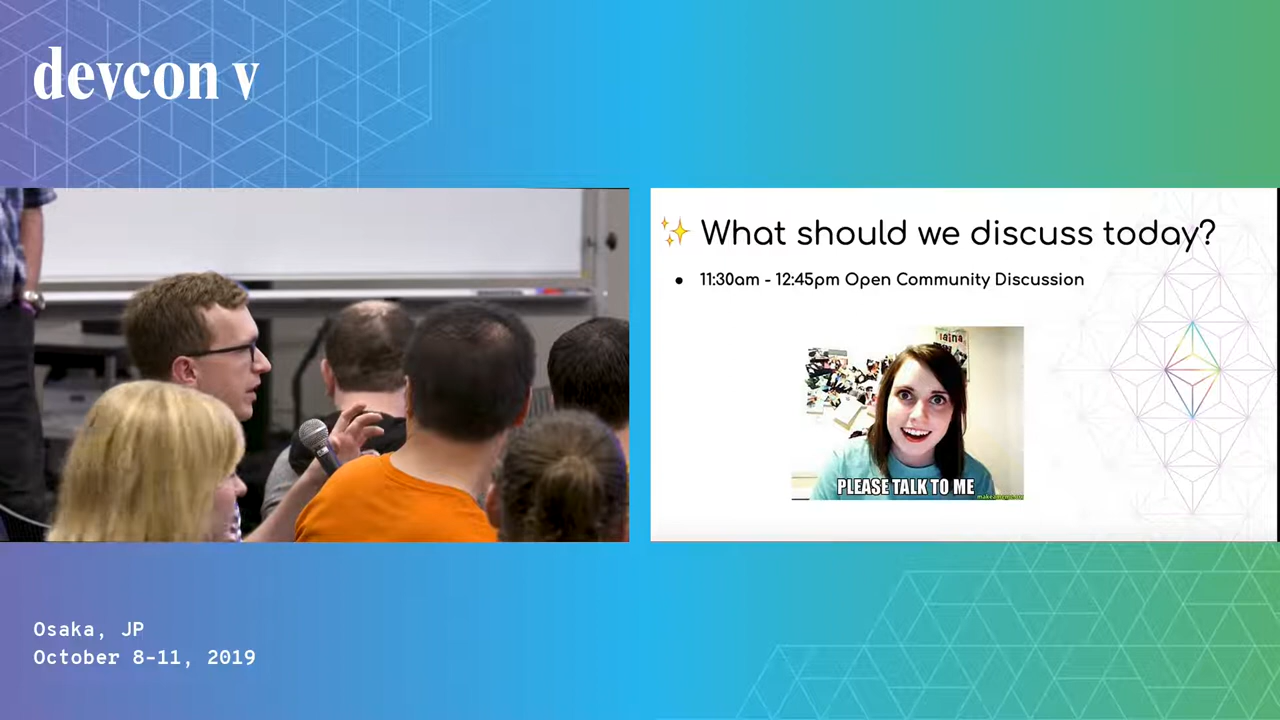 devcon v
✨ What should we discuss today?
● 11:30am - 12:45pm Open Community Discussion
laina
PLEASE TALK TO ME
Osaka, JP
October 8-11, 2019